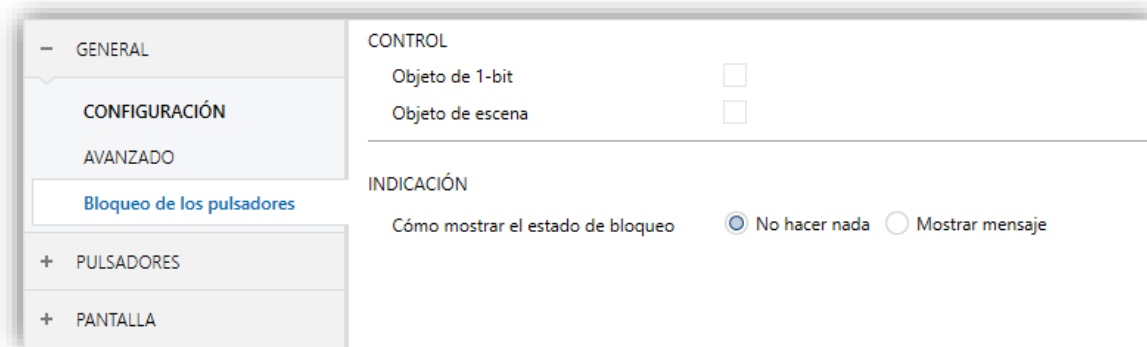 GENERAL
CONFIGURACIÓN
AVANZADO
Bloqueo de los pulsadores
PULSADORES
PANTALLA
CONTROL
Objeto de 1-bit
Objeto de escena
INDICACIÓN
Cómo mostrar el estado de bloqueo No hacer nada Mostrar mensaje